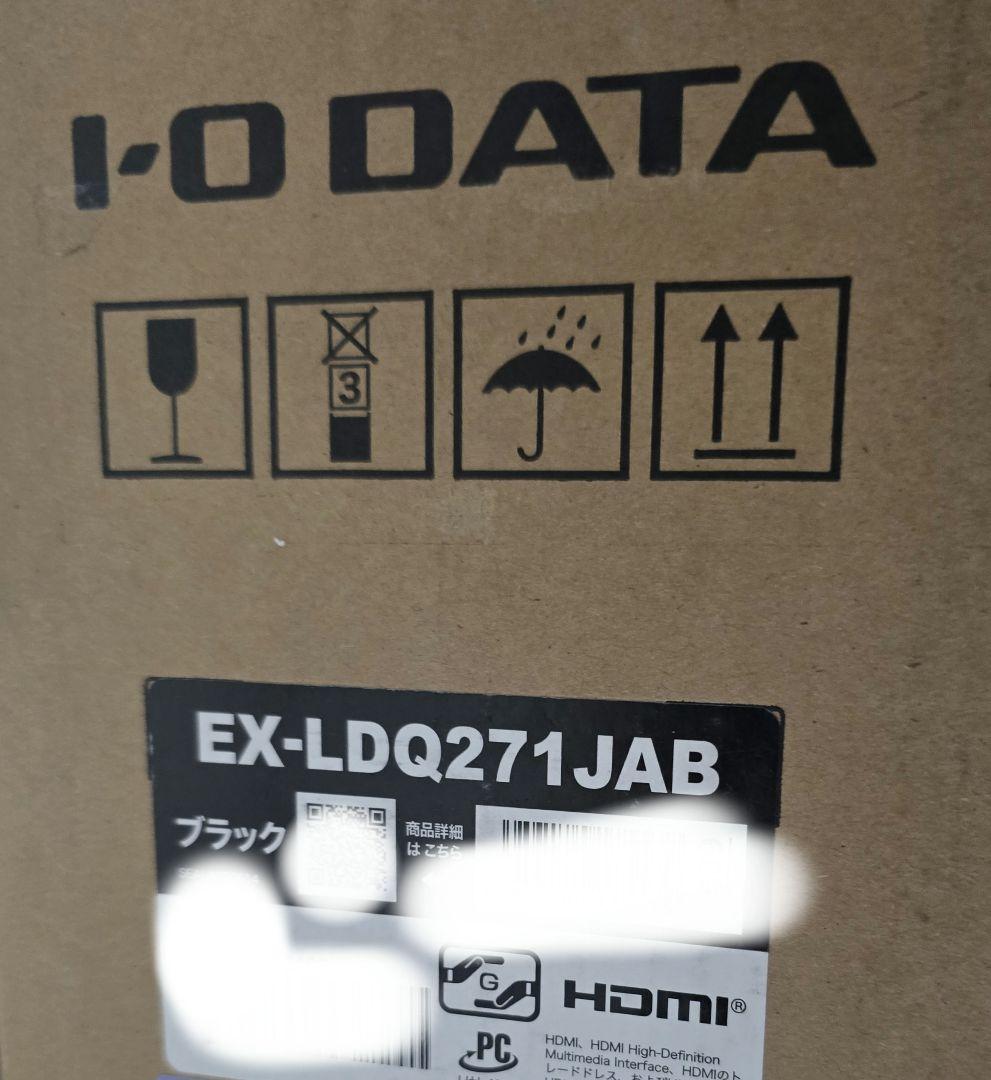 I-O DATA
3
EX-LDQ271JAB
ブラック
商品詳細
はこちら
G
HDMI®
PC
HDMI、HDMI High-Definition
Multimedia Interface、HDMIのト
レードドレス、および